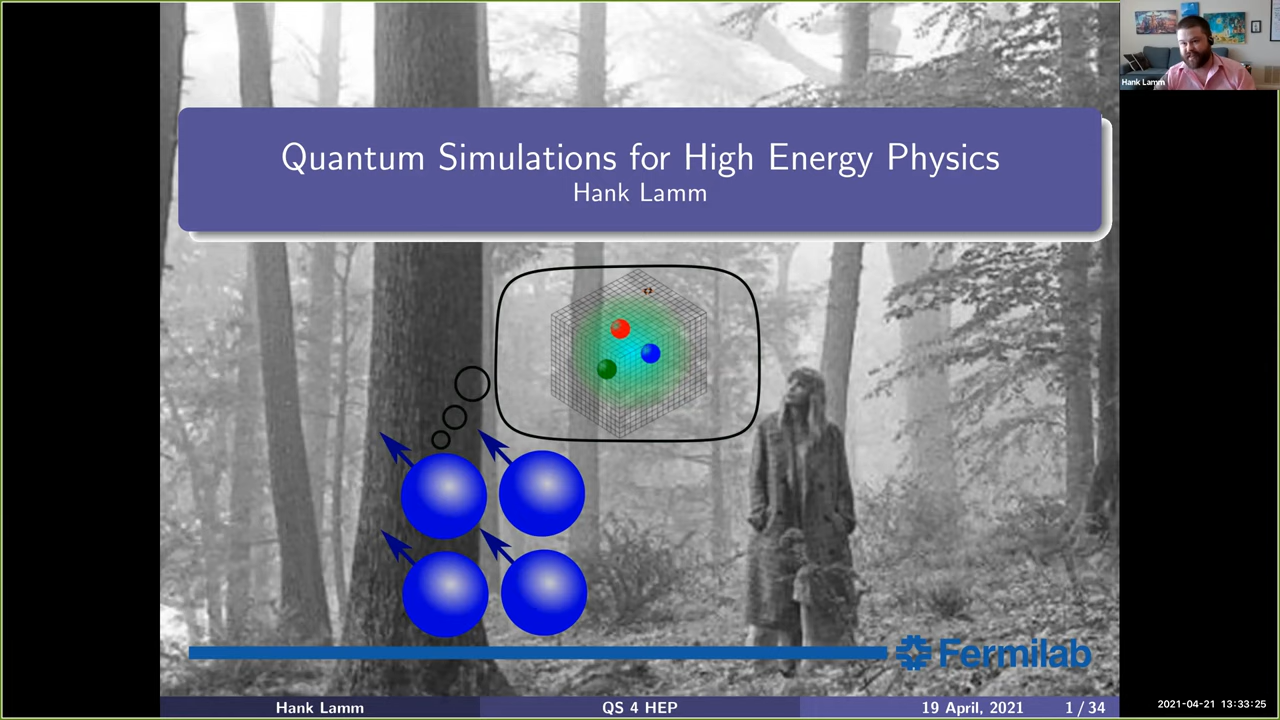 Quantum Simulations for High Energy Physics
Hank Lamm
Hank Lamm
Fermilab
Hank Lamm QS 4 HEP 19 April, 2021 1 / 34
2021-04-21 13:33:25